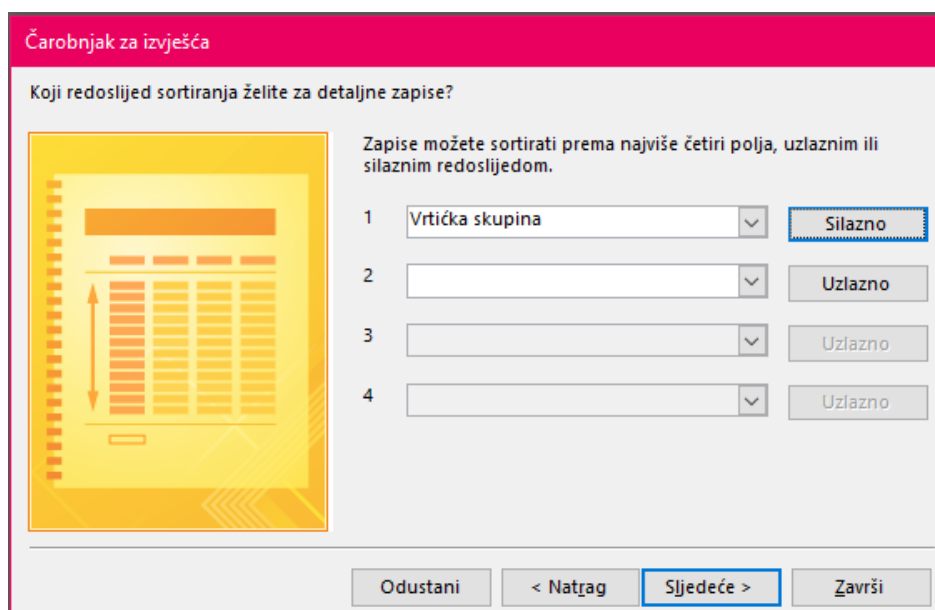 Čarobnjak za izvješća
Koji redoslijed sortiranja želite za detaljne zapise?
Zapise možete sortirati prema najviše četiri polja, uzlaznim ili
silaznim redoslijedom.
1 Vrtićka skupina Silazno
2 Uzlazno
3 Uzlazno
4 Uzlazno
Odustani < Natrag Sljedeće > Završi